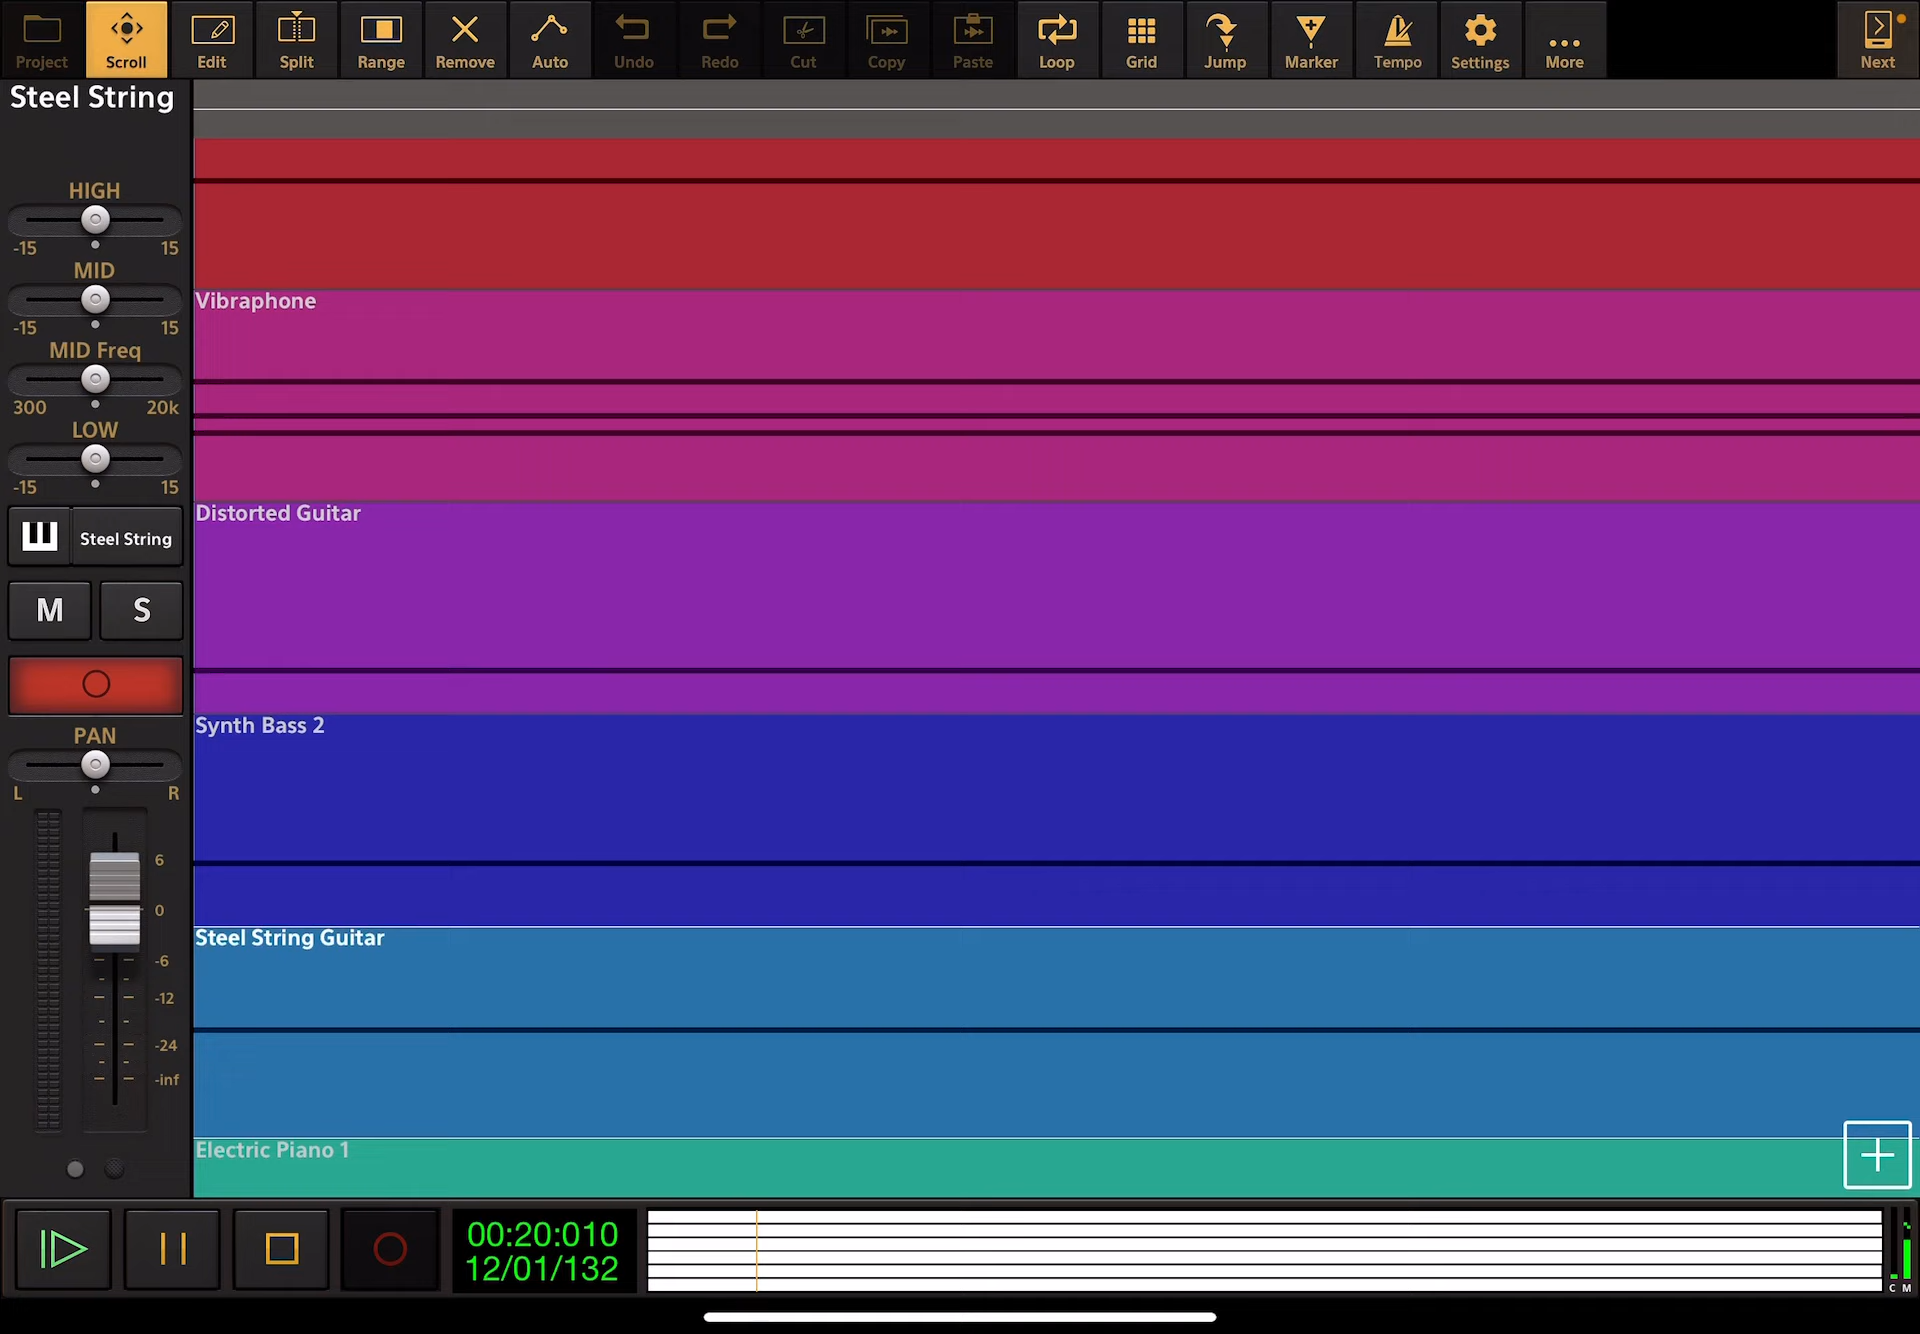 Project Scroll Edit Split Range Remove Auto Undo Redo Cut Copy Paste Loop Grid Jump Marker Tempo Settings More Next
Steel String
HIGH
-15 15
MID
-15 15
MID Freq
300 20k
LOW
-15 15
Steel String
M S
PAN
L R
6
0
-6
-12
-24
-inf
Vibraphone
Distorted Guitar
Synth Bass 2
Steel String Guitar
Electric Piano 1
00:20:010
12/01/132
C M